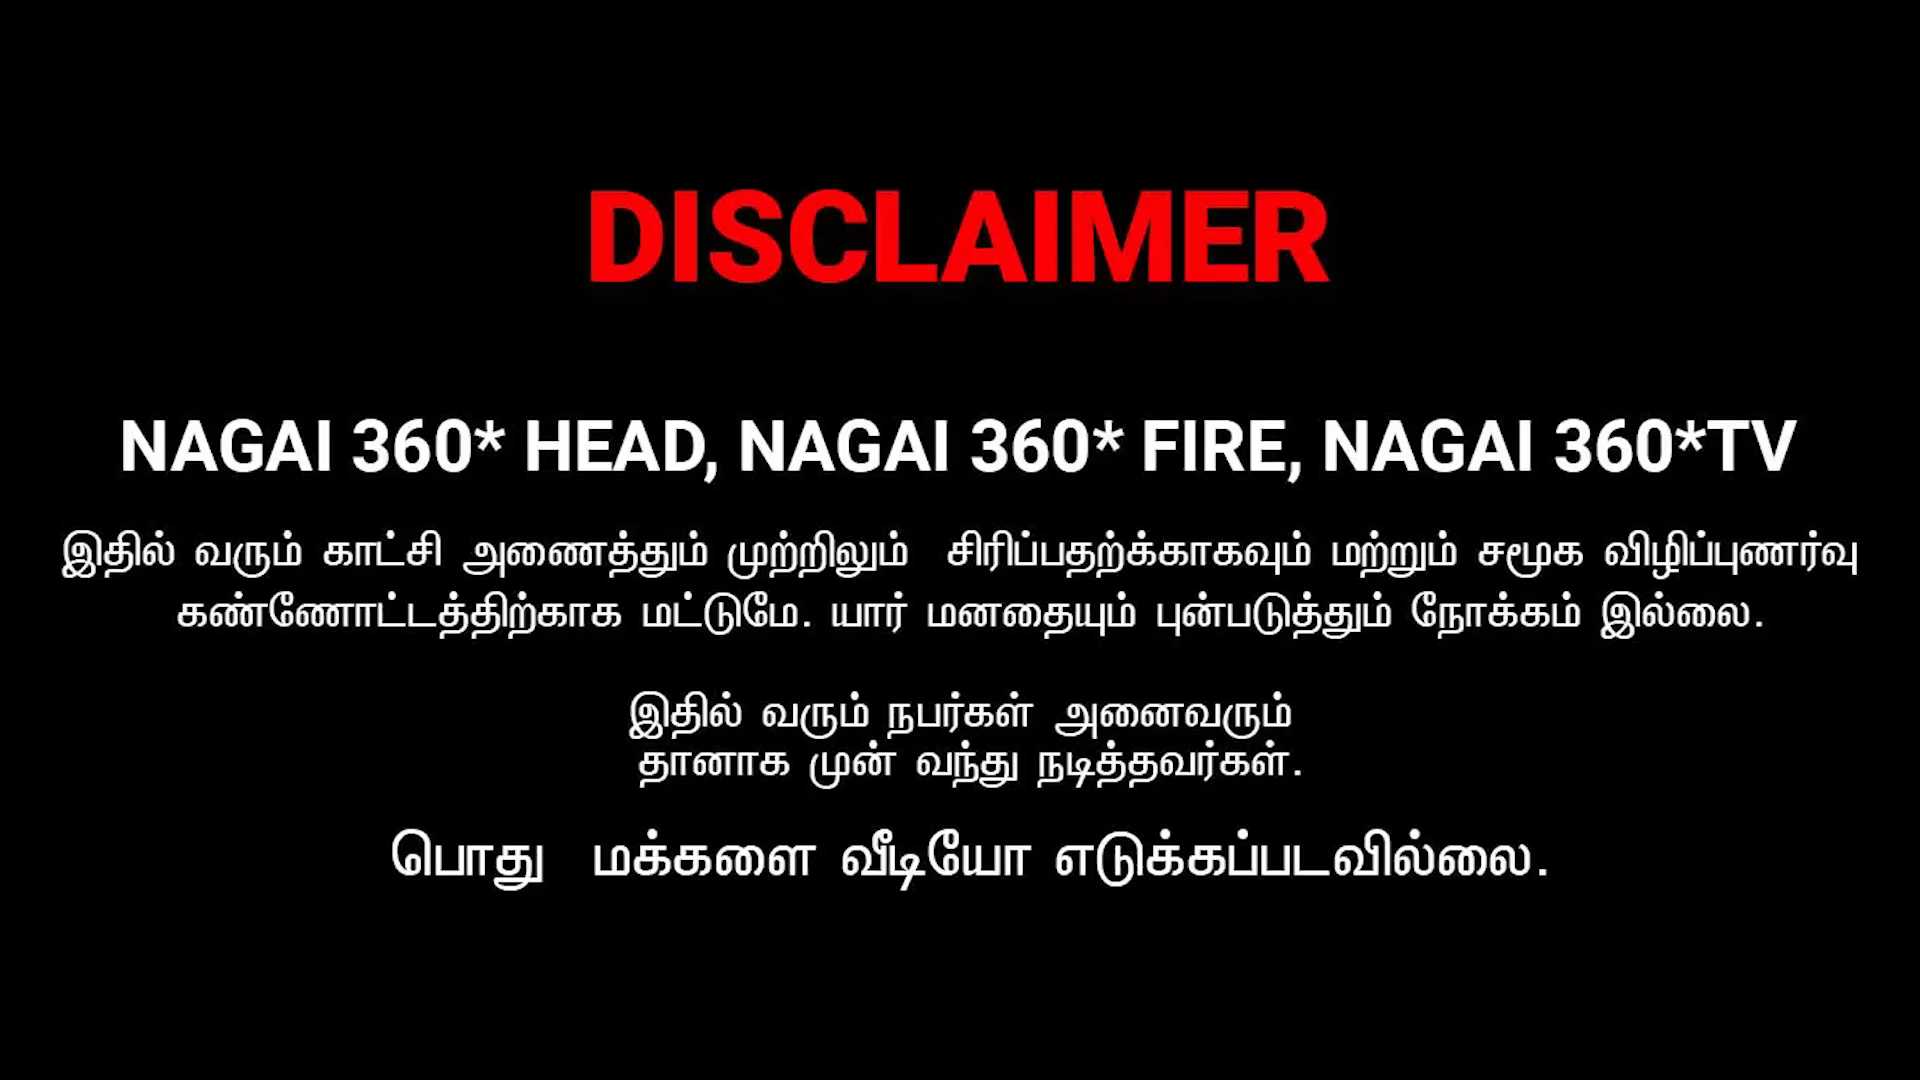 DISCLAIMER
NAGAI 360* HEAD, NAGAI 360* FIRE, NAGAI 360*TV
இதில் வரும் காட்சி அணைத்தும் முற்றிலும் சிரிப்பதற்க்காகவும் மற்றும் சமூக விழிப்புணர்வு
கண்ணோட்டத்திற்காக மட்டுமே. யார் மனதையும் புன்படுத்தும் நோக்கம் இல்லை.
இதில் வரும் நபர்கள் அனைவரும்
தானாக முன் வந்து நடித்தவர்கள்.
பொது மக்களை வீடியோ எடுக்கப்படவில்லை.